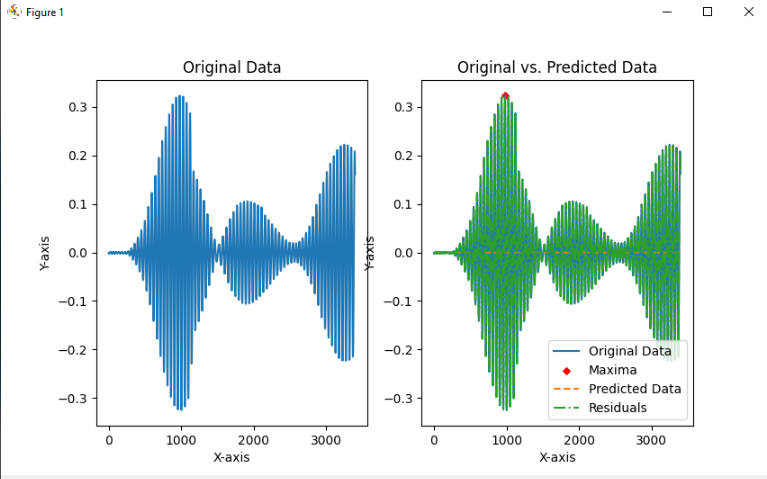 Figure 1
Original Data
0.3
0.2
0.1
0.0
−0.1
−0.2
−0.3
Y-axis
0
1000
2000
3000
X-axis
Original vs. Predicted Data
0.3
0.2
0.1
0.0
−0.1
−0.2
−0.3
Y-axis
Original Data
Maxima
Predicted Data
Residuals
0
1000
2000
3000
X-axis